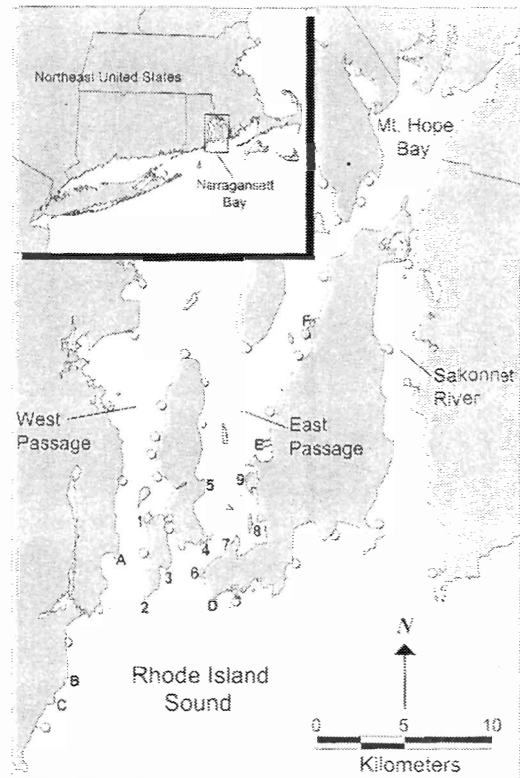 Northeast United States
Narragansett
Bay
Mt. Hope
Bay
F
Sakonnet
River
West
Passage
East
Passage
E
9
5
1
8
7
4
A
3
6
2
D
B
C
N
Rhode Island
Sound
0 5 10
Kilometers